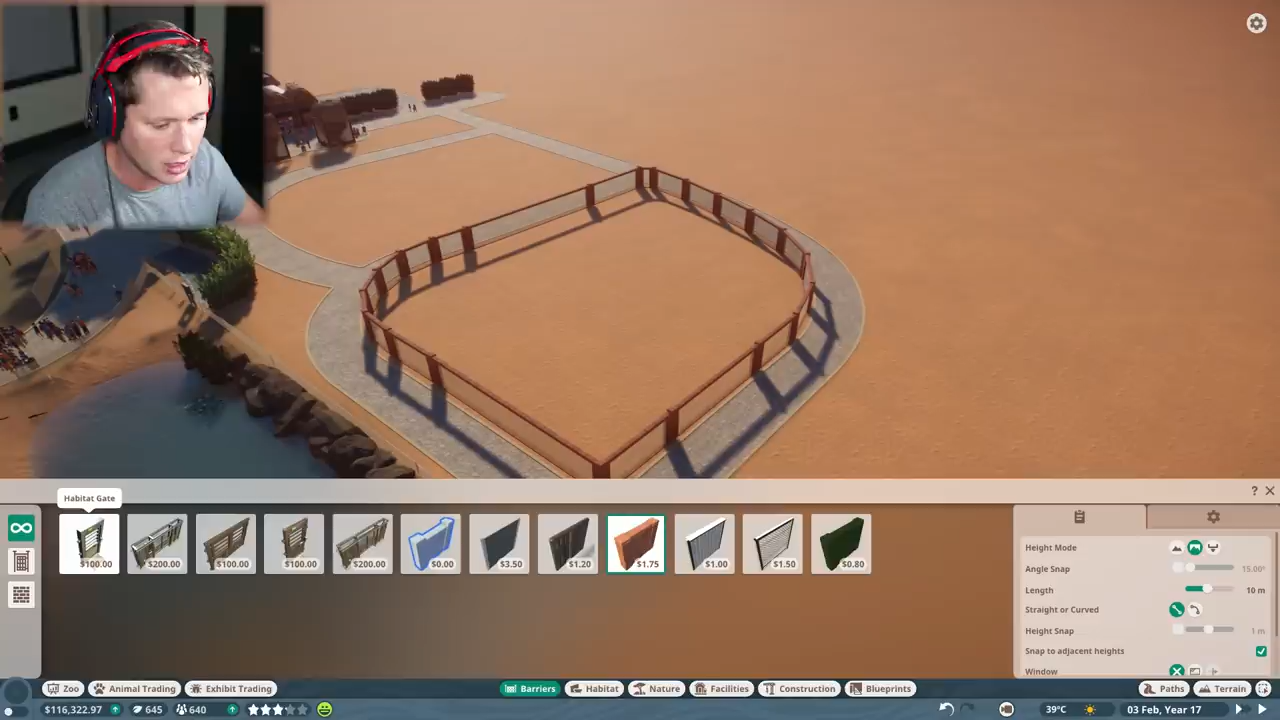 Habitat Gate
$100.00
$200.00
$100.00
$100.00
$200.00
$0.00
$3.50
$1.20
$1.75
$1.00
$1.50
$0.80
?
Height Mode
Angle Snap 15.00°
Length 10 m
Straight or Curved
Height Snap 1 m
Snap to adjacent heights
Window
Zoo Animal Trading Exhibit Trading Barriers Habitat Nature Facilities Construction Blueprints Paths Terrain
$116,322.97 645 640 39°C 03 Feb, Year 17